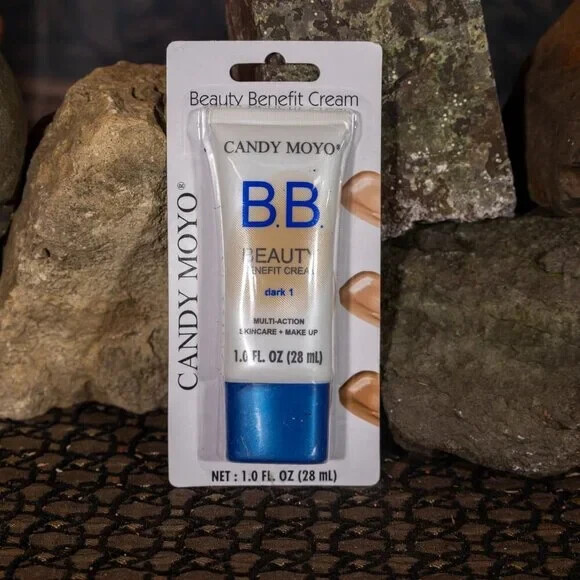 Beauty Benefit Cream
CANDY MOYO®
CANDY MOYO®
B.B.
BEAUTY
BENEFIT CREAM
dark 1
MULTI-ACTION
SKINCARE + MAKE UP
1.0 FL. OZ (28 mL)
NET : 1.0 FL. OZ (28 mL)